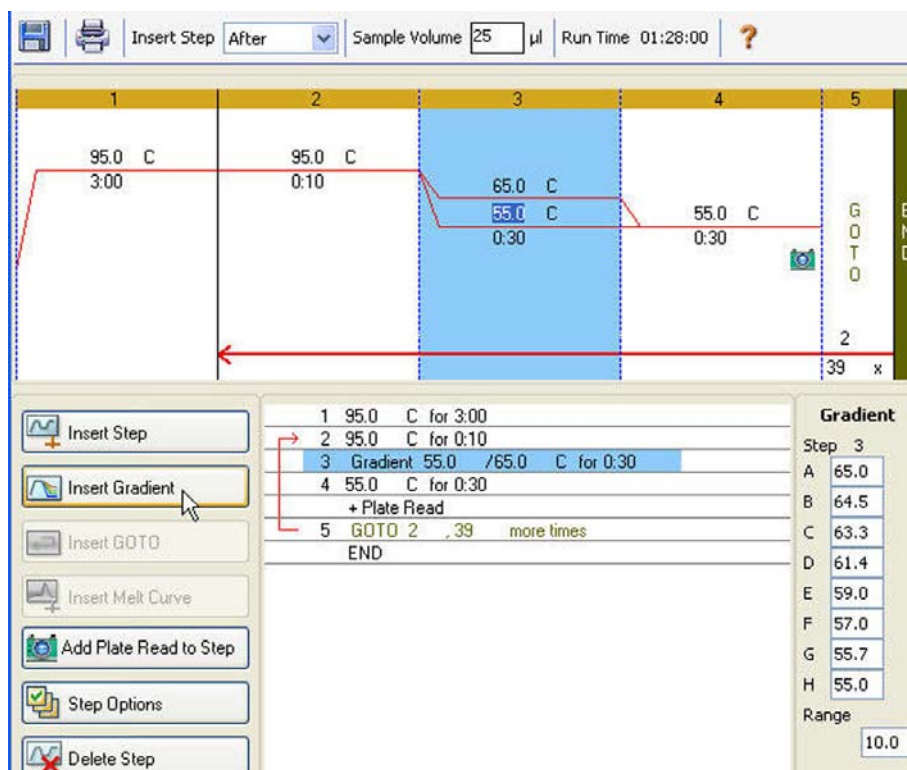 Insert Step After Sample Volume 25 µl Run Time 01:28:00 ?
1 2 3 4 5
95.0 C
3:00
95.0 C
0:10
65.0 C
55.0 C
0:30
55.0 C
0:30
GOTO
2
39 x
Insert Step
Insert Gradient
Insert GOTO
Insert Melt Curve
Add Plate Read to Step
Step Options
Delete Step
1 95.0 C for 3:00
2 95.0 C for 0:10
3 Gradient 55.0 /65.0 C for 0:30
4 55.0 C for 0:30
+ Plate Read
5 GOTO 2 , 39 more times
END
Gradient
Step 3
A 65.0
B 64.5
C 63.3
D 61.4
E 59.0
F 57.0
G 55.7
H 55.0
Range
10.0